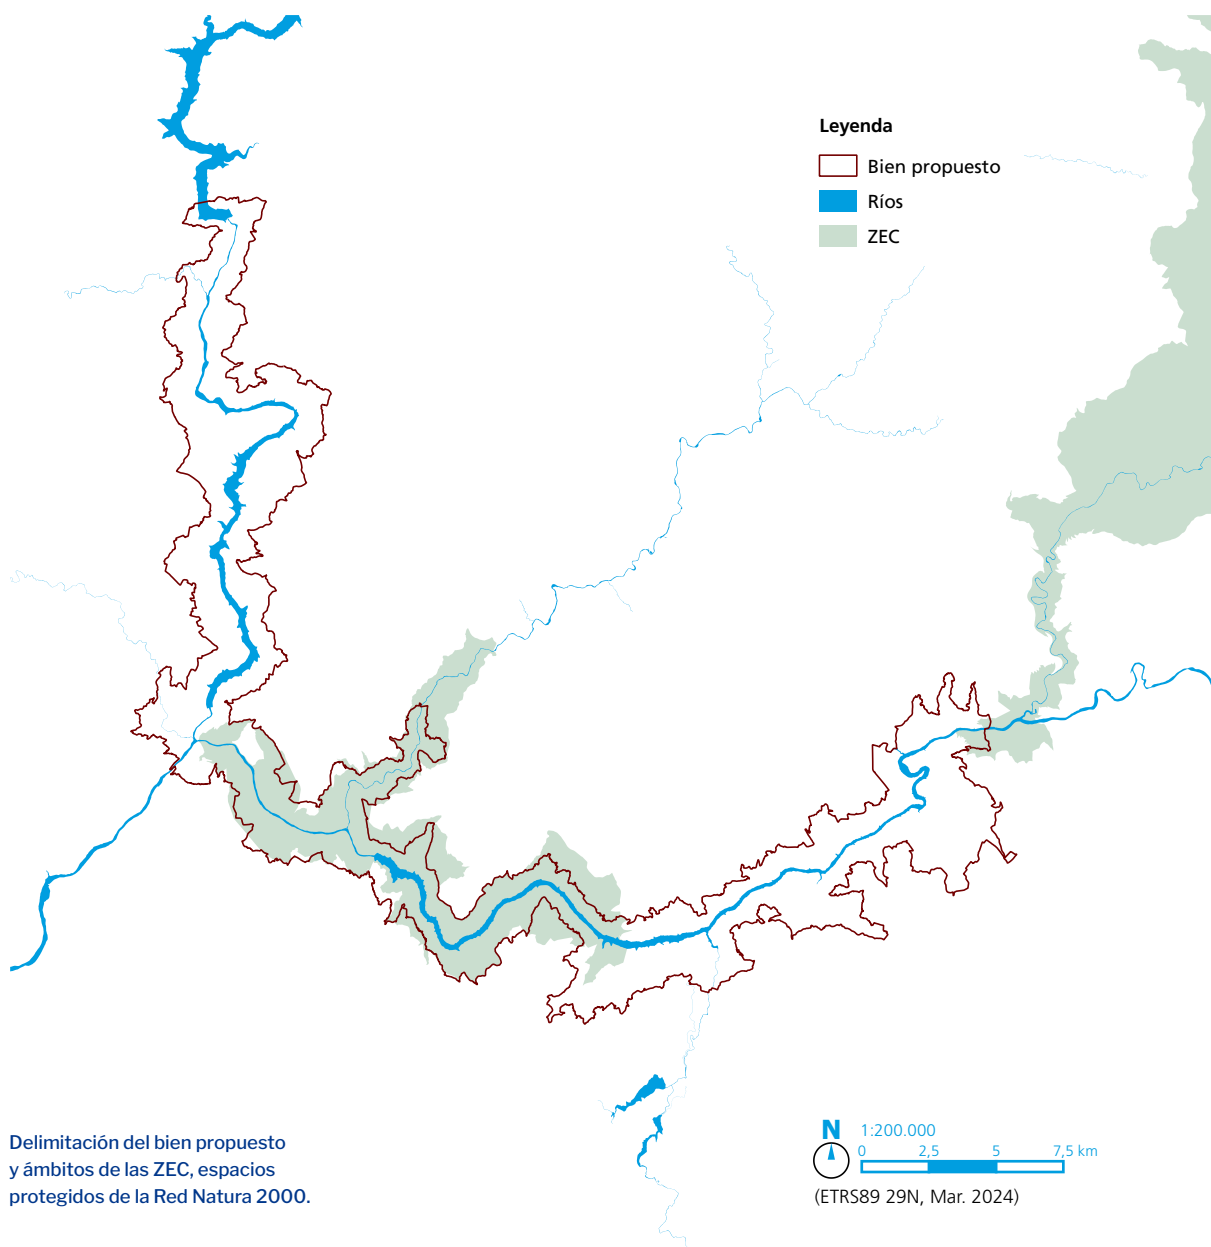 Leyenda
Bien propuesto
Ríos
ZEC
Delimitación del bien propuesto
y ámbitos de las ZEC, espacios
protegidos de la Red Natura 2000.
N
1:200.000
0 2,5 5 7,5 km
(ETRS89 29N, Mar. 2024)